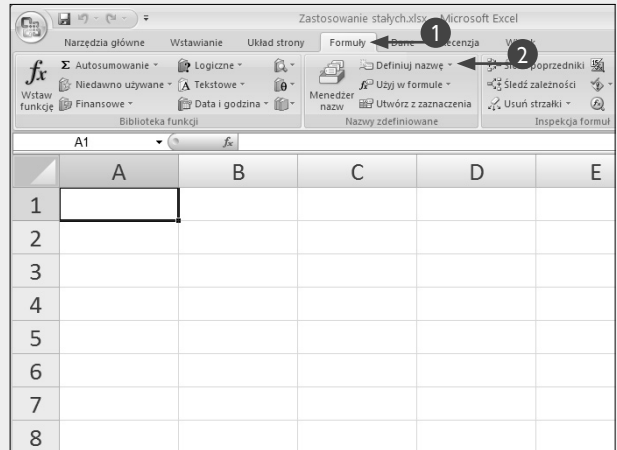 Zastosowanie stałych.xlsx - Microsoft Excel
Narzędzia główne Wstawianie Układ strony Formuły Dane Recenzja
1
2
Wstaw funkcję
Σ Autosumowanie
Niedawno używane
Finansowe
Logiczne
Tekstowe
Data i godzina
Biblioteka funkcji
Menedżer nazw
Definiuj nazwę
Użyj w formule
Utwórz z zaznaczenia
Nazwy zdefiniowane
poprzedniki
Śledź zależności
Usuń strzałki
Inspekcja formuł
A1 fx
A B C D E
1
2
3
4
5
6
7
8